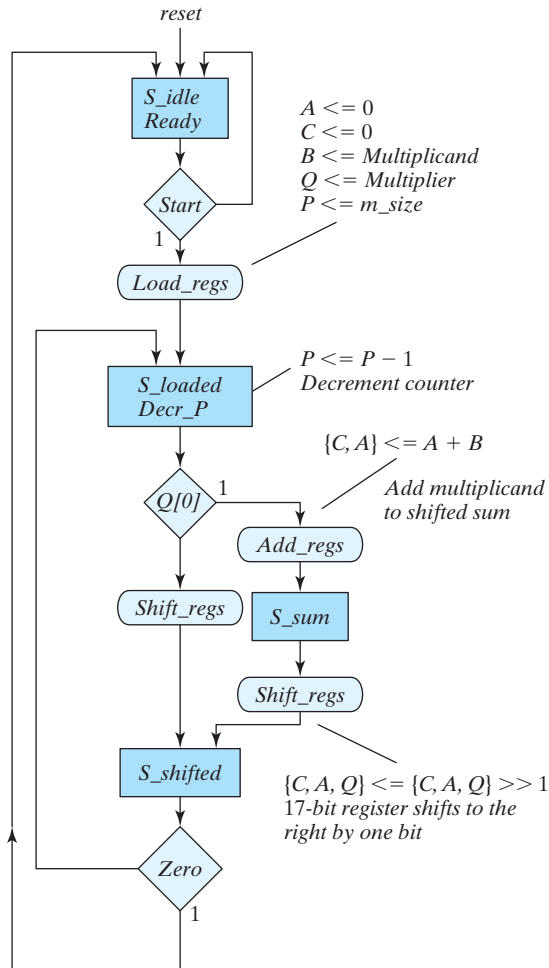 reset
S_idle
Ready
A <= 0
C <= 0
B <= Multiplicand
Q <= Multiplier
P <= m_size
Start
1
Load_regs
S_loaded
Decr_P
P <= P − 1
Decrement counter
{C, A} <= A + B
Q[0]
1
Add multiplicand
to shifted sum
Add_regs
Shift_regs
S_sum
Shift_regs
S_shifted
{C, A, Q} <= {C, A, Q} >> 1
17-bit register shifts to the
right by one bit
Zero
1